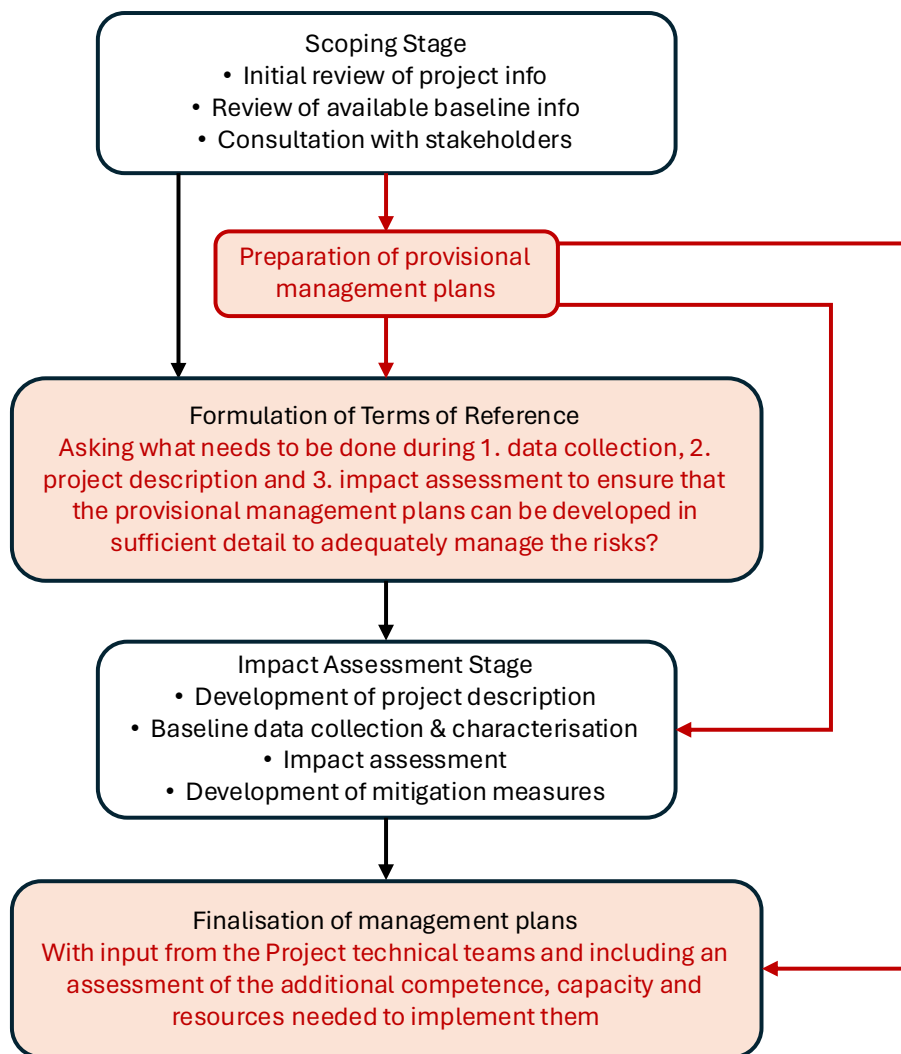 Scoping Stage
• Initial review of project info
• Review of available baseline info
• Consultation with stakeholders
Preparation of provisional
management plans
Formulation of Terms of Reference
Asking what needs to be done during 1. data collection, 2.
project description and 3. impact assessment to ensure that
the provisional management plans can be developed in
sufficient detail to adequately manage the risks?
Impact Assessment Stage
• Development of project description
• Baseline data collection & characterisation
• Impact assessment
• Development of mitigation measures
Finalisation of management plans
With input from the Project technical teams and including an
assessment of the additional competence, capacity and
resources needed to implement them